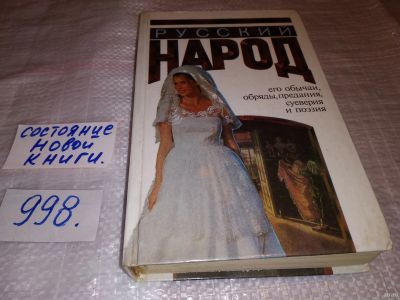 РУССКИЙ
НАРОД
его обычаи,
обряды, предания,
суеверия
и поэзия
состояние
новой
книги.
998.